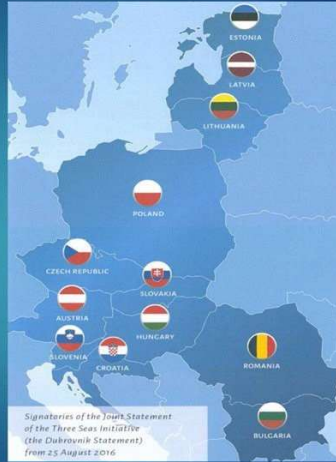 ESTONIA
LATVIA
LITHUANIA
POLAND
CZECH REPUBLIC
SLOVAKIA
AUSTRIA
HUNGARY
SLOVENIA
CROATIA
ROMANIA
BULGARIA
Signatories of the Joint Statement
of the Three Seas Initiative
(the Dubrovnik Statement)
from 25 August 2016